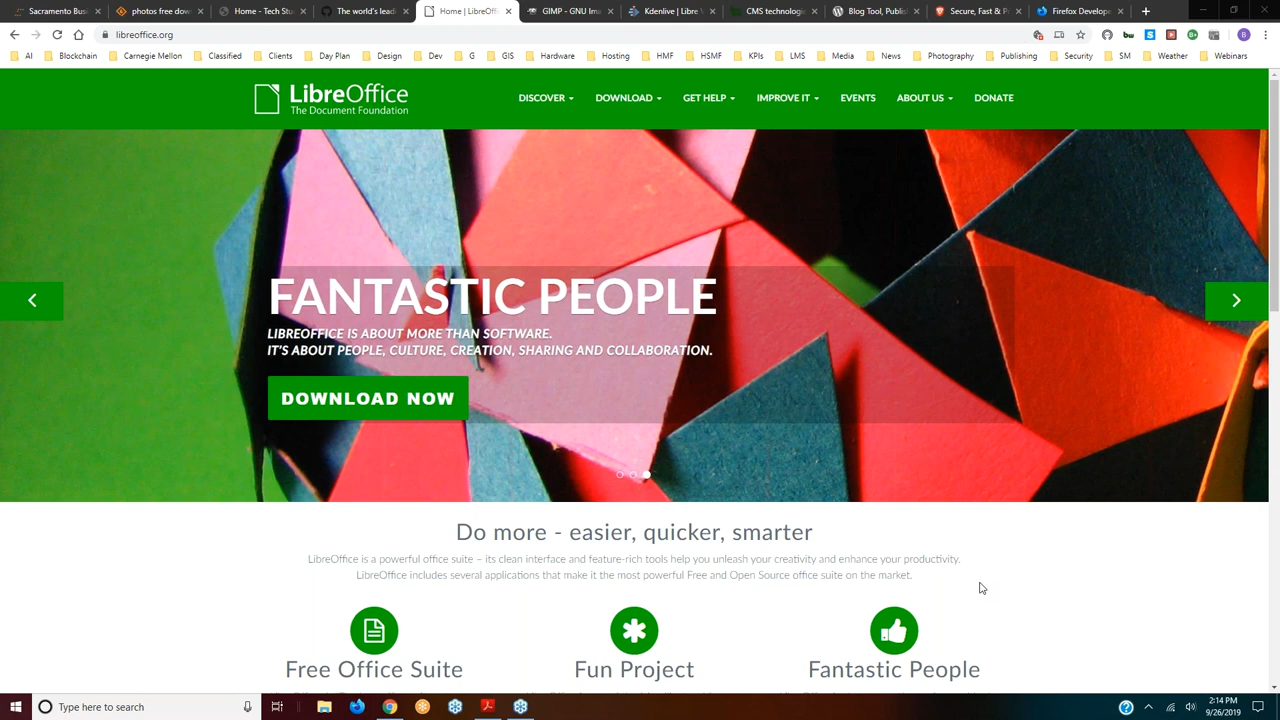 Sacramento Bus
photos free dow
Home - Tech Stu
The world's lead
Home | LibreOffi
GIMP - GNU Im
Kdenlive | Libre
CMS technolog
Blog Tool, Publi
Secure, Fast & P
Firefox Develop
libreoffice.org
B
AI
Blockchain
Carnegie Mellon
Classified
Clients
Day Plan
Design
Dev
G
GIS
Hardware
Hosting
HMF
HSMF
KPIs
LMS
Media
News
Photography
Publishing
Security
SM
Weather
Webinars
LibreOffice
The Document Foundation
DISCOVER
DOWNLOAD
GET HELP
IMPROVE IT
EVENTS
ABOUT US
DONATE
FANTASTIC PEOPLE
LIBREOFFICE IS ABOUT MORE THAN SOFTWARE.
IT'S ABOUT PEOPLE, CULTURE, CREATION, SHARING AND COLLABORATION.
DOWNLOAD NOW
Do more - easier, quicker, smarter
LibreOffice is a powerful office suite – its clean interface and feature-rich tools help you unleash your creativity and enhance your productivity.
LibreOffice includes several applications that make it the most powerful Free and Open Source office suite on the market.
Free Office Suite
Fun Project
Fantastic People
Type here to search
2:14 PM
9/26/2019